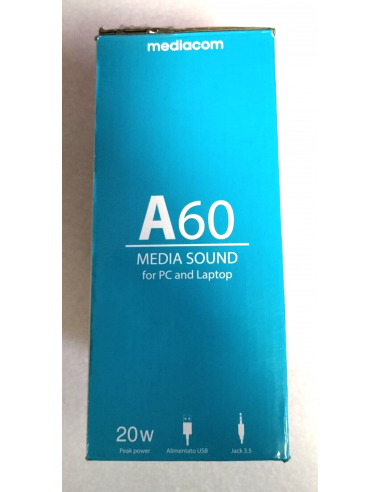 mediacom
A60
MEDIA SOUND
for PC and Laptop
20W
Peak power
Alimentato USB
Jack 3.5